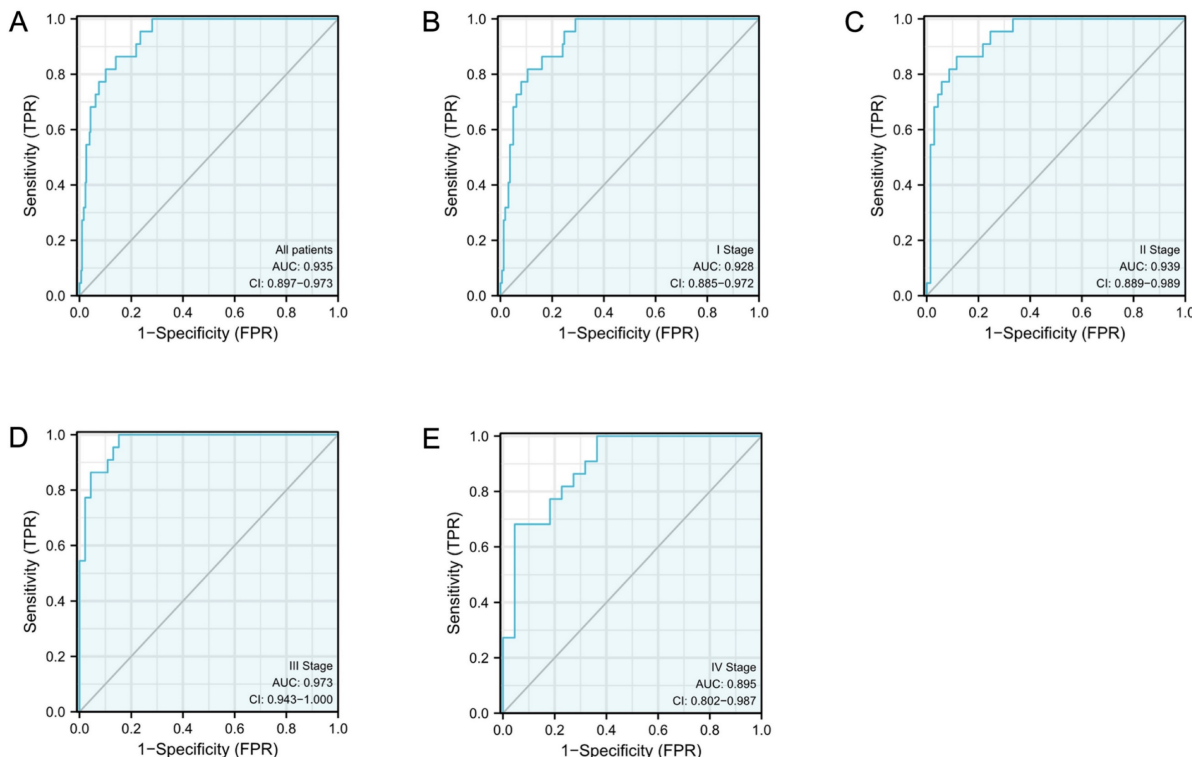 A
1.0
0.8
0.6
0.4
0.2
0.0
Sensitivity (TPR)
All patients
AUC: 0.935
CI: 0.897−0.973
0.0 0.2 0.4 0.6 0.8 1.0
1−Specificity (FPR)
B
1.0
0.8
0.6
0.4
0.2
0.0
Sensitivity (TPR)
I Stage
AUC: 0.928
CI: 0.885−0.972
0.0 0.2 0.4 0.6 0.8 1.0
1−Specificity (FPR)
C
1.0
0.8
0.6
0.4
0.2
0.0
Sensitivity (TPR)
II Stage
AUC: 0.939
CI: 0.889−0.989
0.0 0.2 0.4 0.6 0.8 1.0
1−Specificity (FPR)
D
1.0
0.8
0.6
0.4
0.2
0.0
Sensitivity (TPR)
III Stage
AUC: 0.973
CI: 0.943−1.000
0.0 0.2 0.4 0.6 0.8 1.0
1−Specificity (FPR)
E
1.0
0.8
0.6
0.4
0.2
0.0
Sensitivity (TPR)
IV Stage
AUC: 0.895
CI: 0.802−0.987
0.0 0.2 0.4 0.6 0.8 1.0
1−Specificity (FPR)